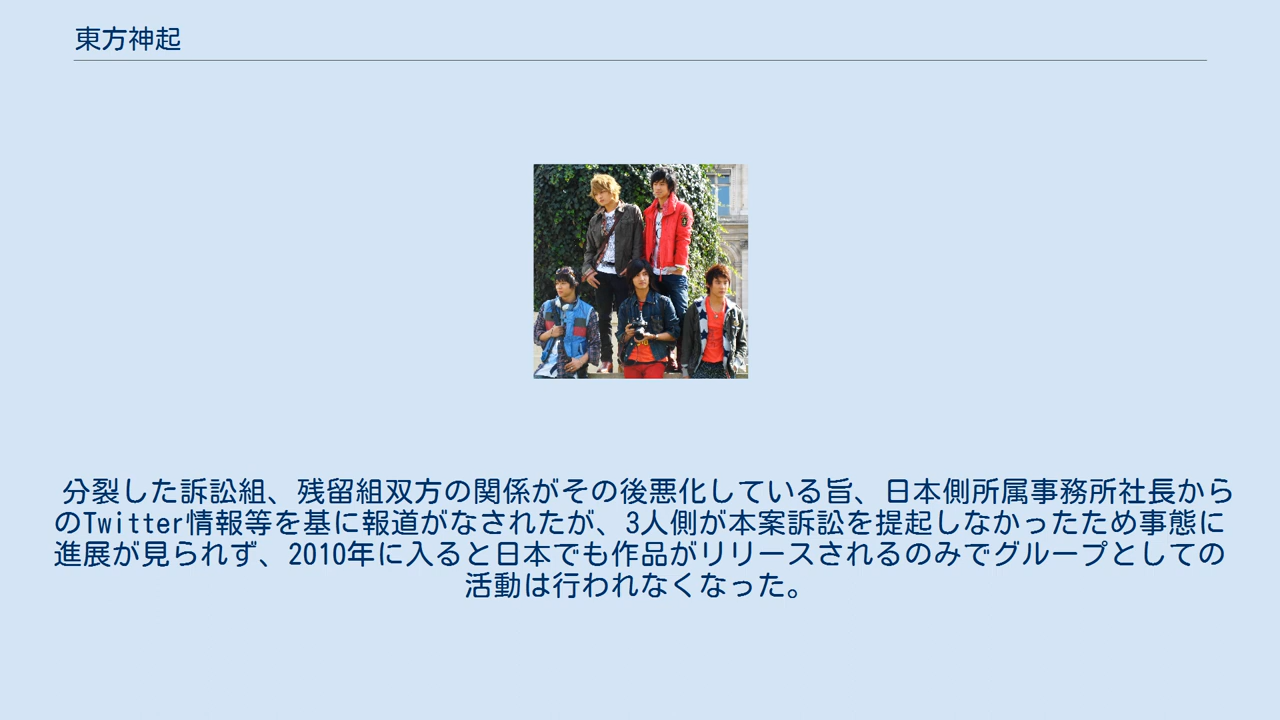 東方神起
分裂した訴訟組、残留組双方の関係がその後悪化している旨、日本側所属事務所社長から
のTwitter情報等を基に報道がなされたが、3人側が本案訴訟を提起しなかったため事態に
進展が見られず、2010年に入ると日本でも作品がリリースされるのみでグループとしての
活動は行われなくなった。